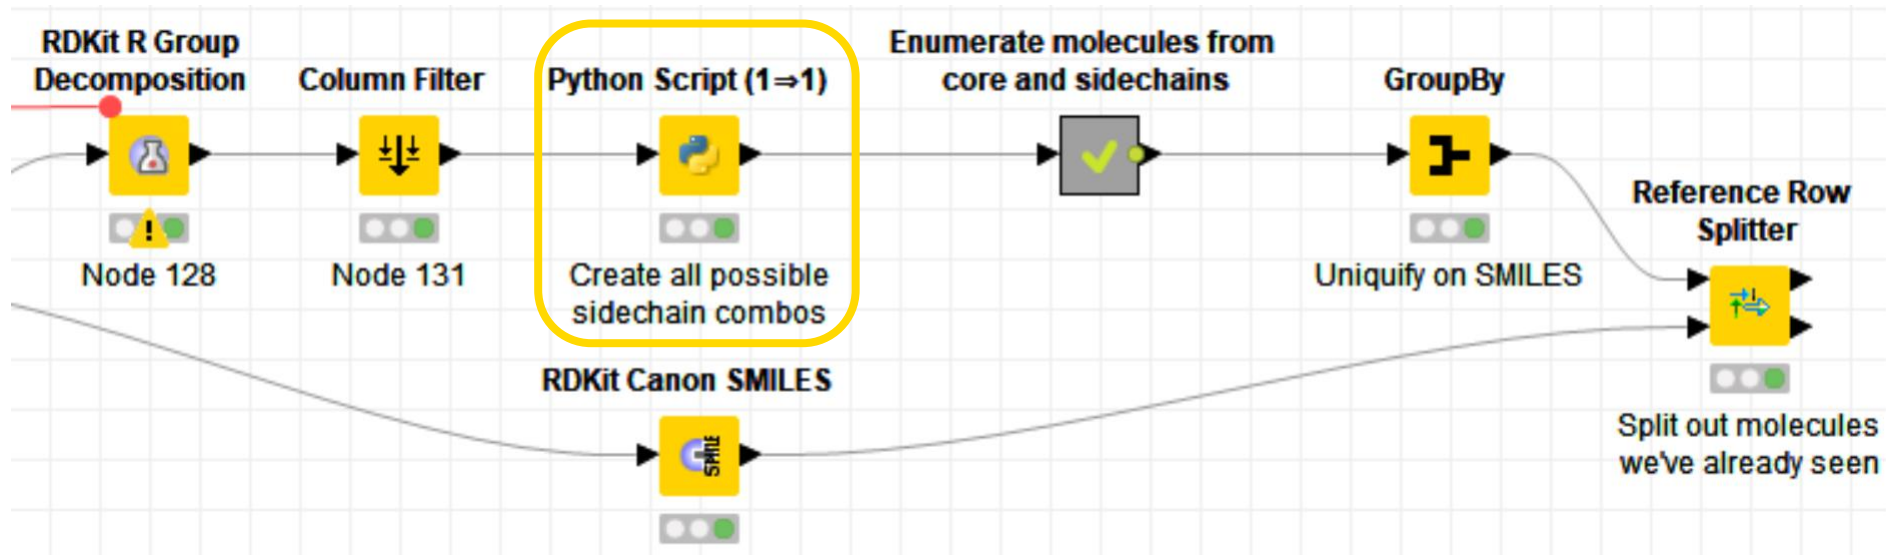 RDKit R Group
Decomposition
Node 128
Column Filter
Node 131
Python Script (1⇒1)
Create all possible
sidechain combos
Enumerate molecules from
core and sidechains
GroupBy
Uniquify on SMILES
Reference Row
Splitter
Split out molecules
we've already seen
RDKit Canon SMILES
SMILE